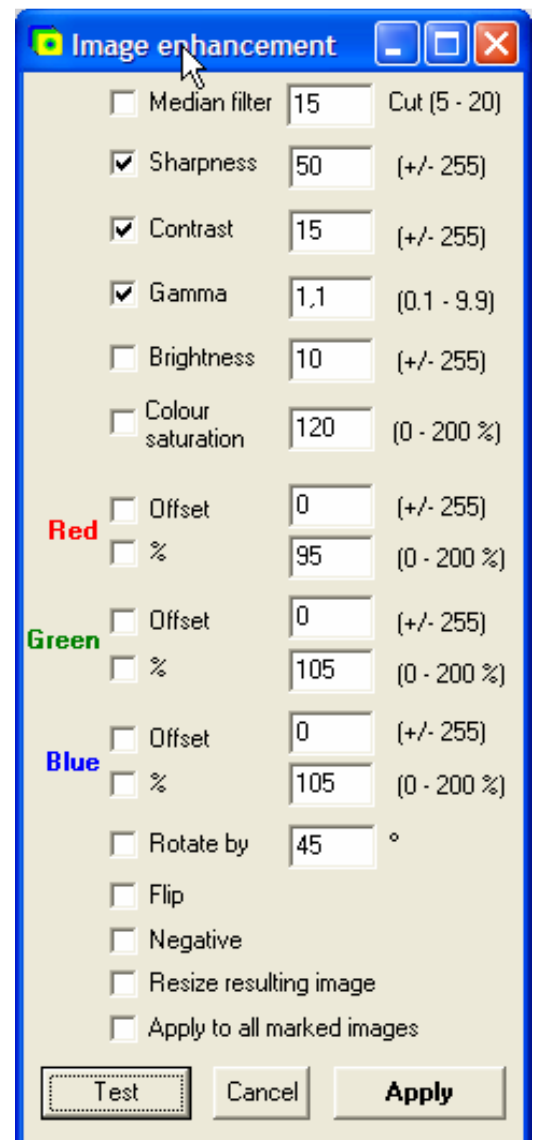 Image enhancement
Median filter 15 Cut (5 - 20)
Sharpness 50 (+/- 255)
Contrast 15 (+/- 255)
Gamma 1,1 (0.1 - 9.9)
Brightness 10 (+/- 255)
Colour
saturation 120 (0 - 200 %)
Red
Offset 0 (+/- 255)
% 95 (0 - 200 %)
Green
Offset 0 (+/- 255)
% 105 (0 - 200 %)
Blue
Offset 0 (+/- 255)
% 105 (0 - 200 %)
Rotate by 45 °
Flip
Negative
Resize resulting image
Apply to all marked images
Test Cancel Apply